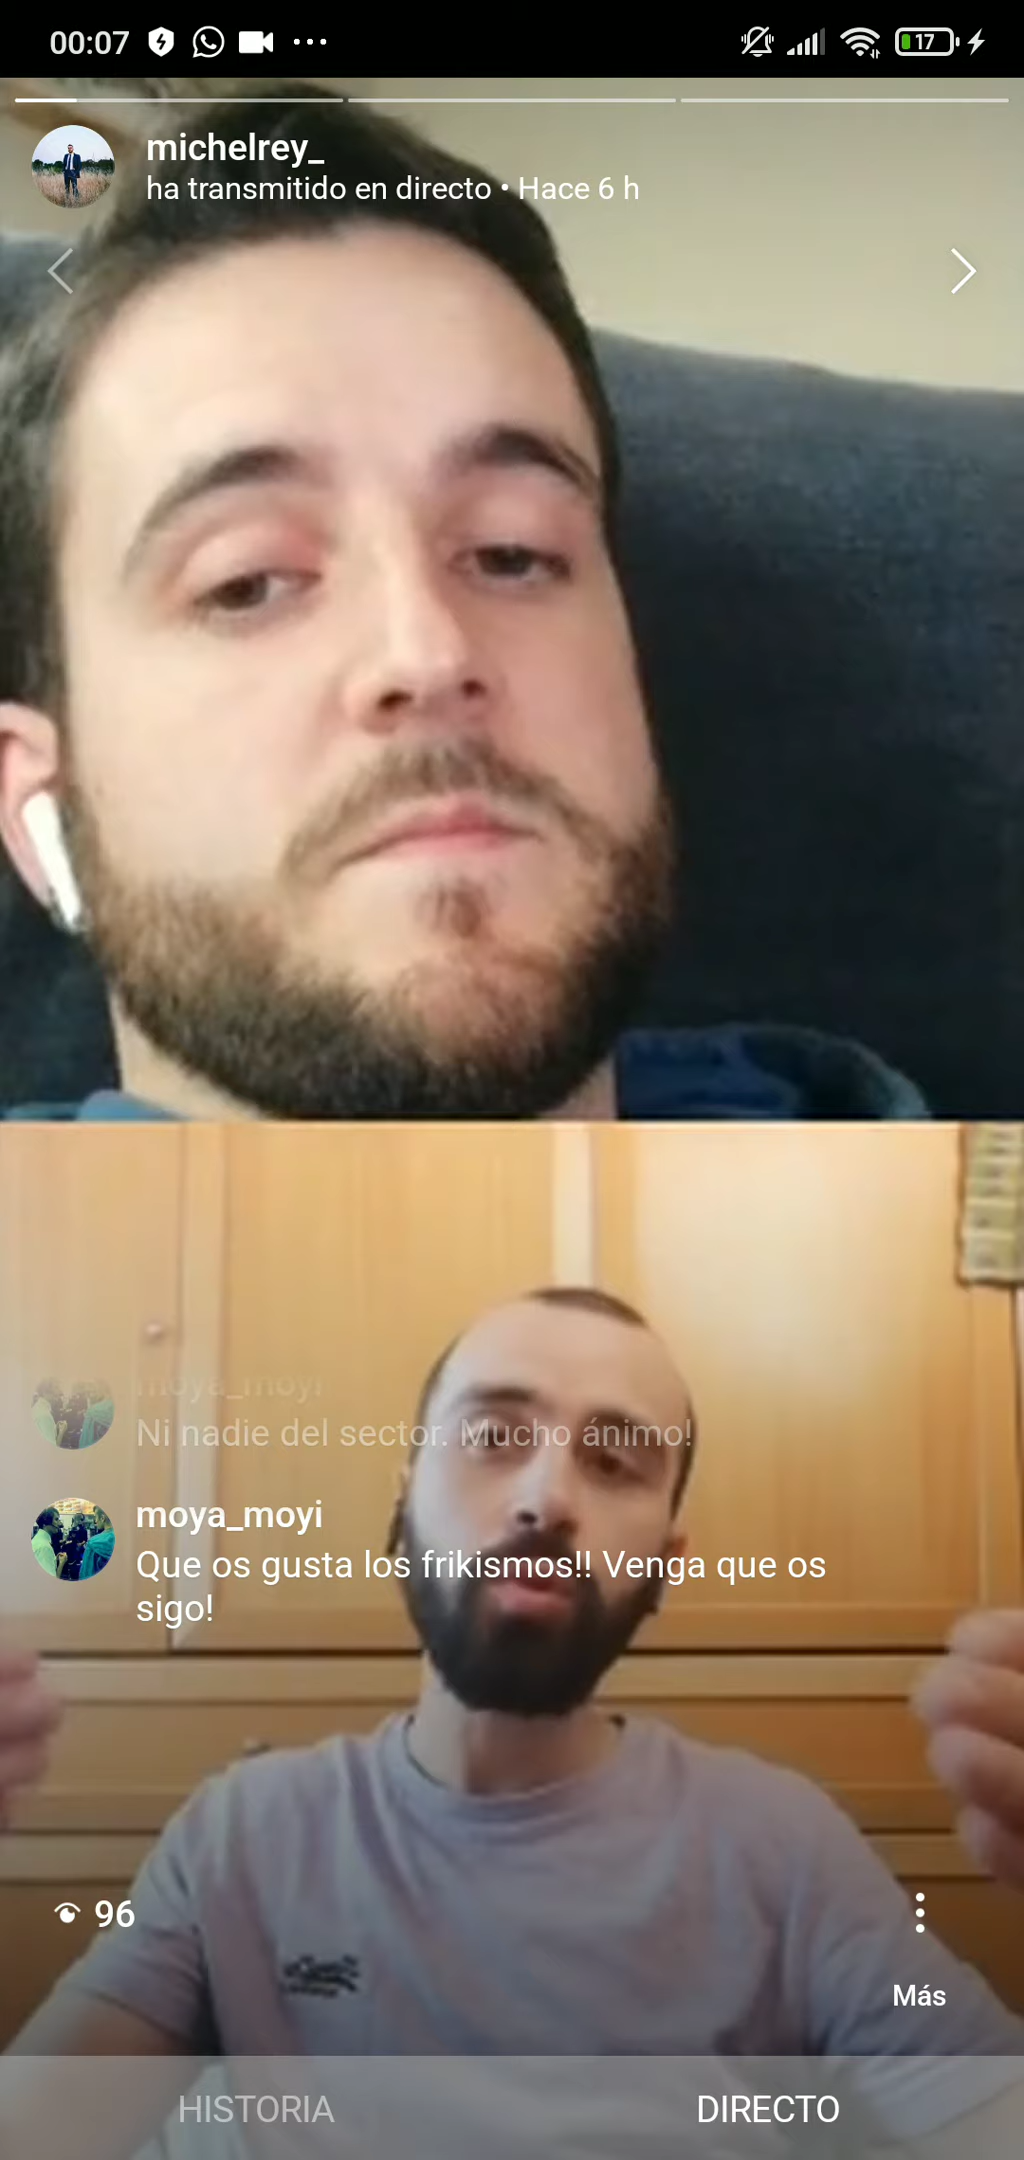 00:07
17
michelrey_
ha transmitido en directo • Hace 6 h
moya_moyi
Ni nadie del sector. Mucho ánimo!
moya_moyi
Que os gusta los frikismos!! Venga que os
sigo!
96
Más
HISTORIA
DIRECTO